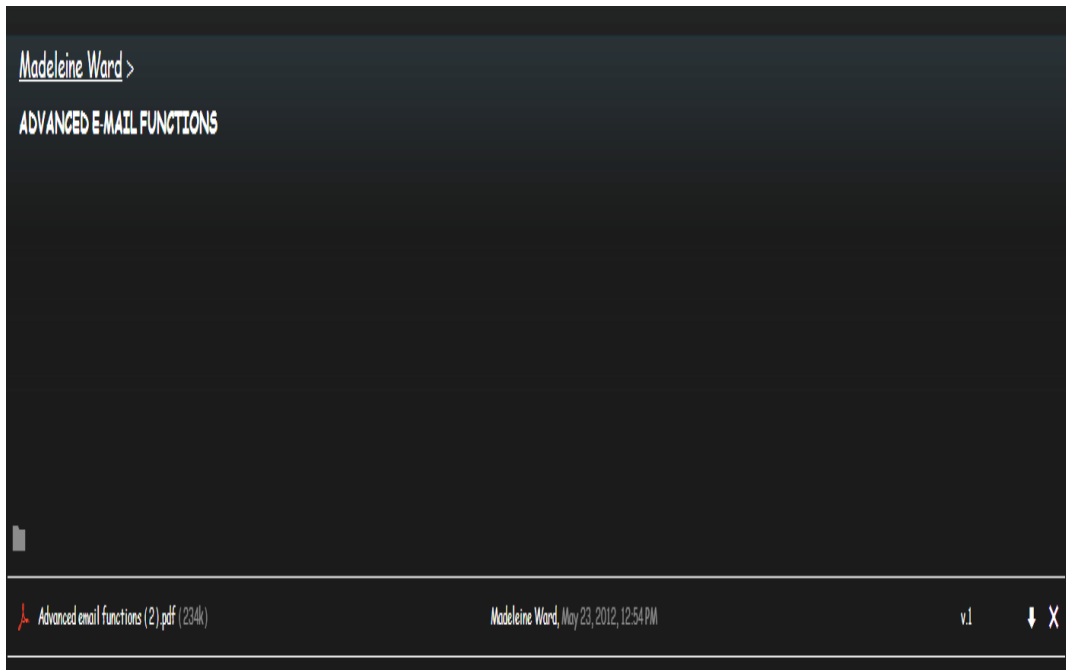 Madeleine Ward >
ADVANCED E-MAIL FUNCTIONS
Advanced email functions (2).pdf (234k) Madeleine Ward, May 23, 2012, 12:54 PM v.1